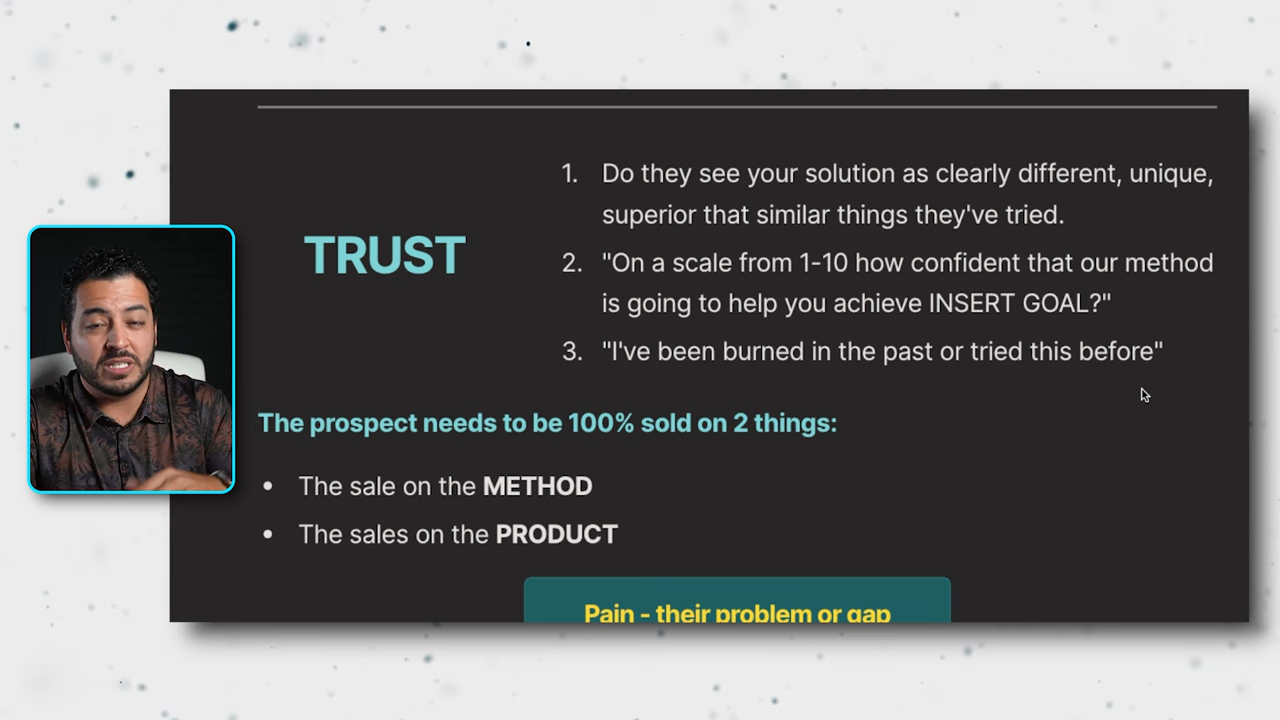 TRUST
1. Do they see your solution as clearly different, unique,
superior that similar things they've tried.
2. "On a scale from 1-10 how confident that our method
is going to help you achieve INSERT GOAL?"
3. "I've been burned in the past or tried this before"
The prospect needs to be 100% sold on 2 things:
• The sale on the METHOD
• The sales on the PRODUCT
Pain - their problem or gap